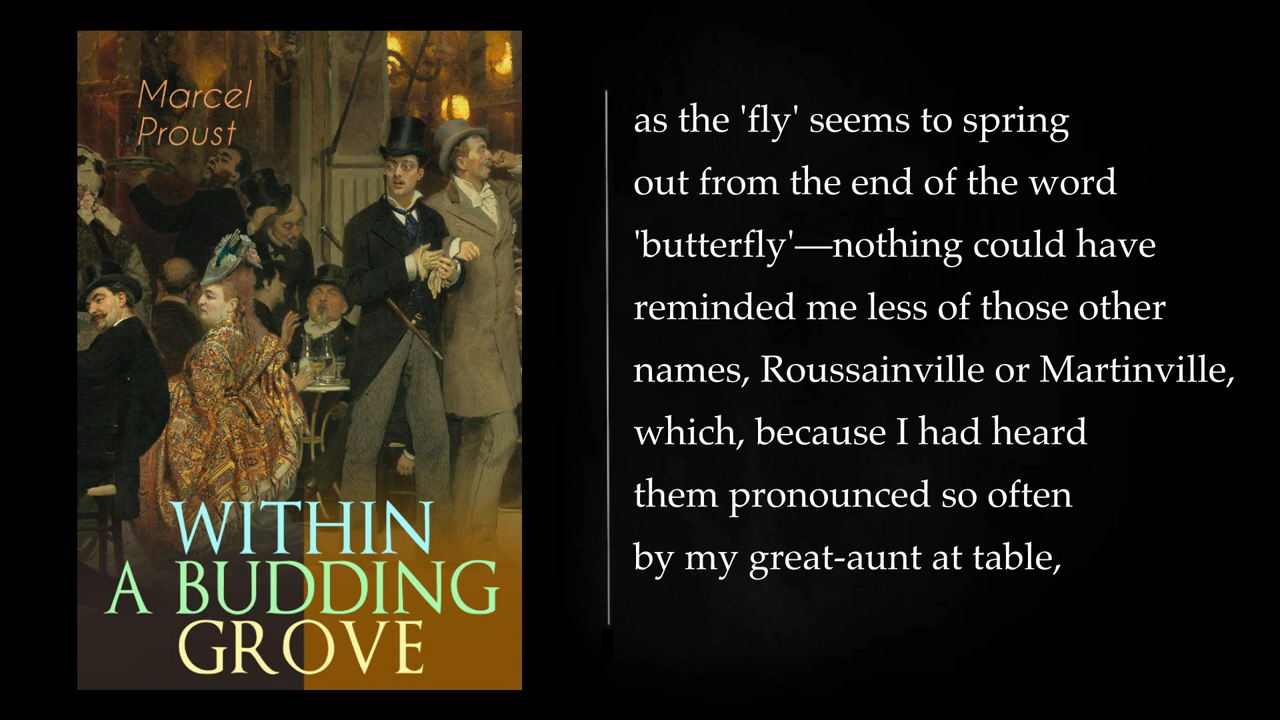 Marcel
Proust
WITHIN
A BUDDING
GROVE
as the 'fly' seems to spring
out from the end of the word
'butterfly'—nothing could have
reminded me less of those other
names, Roussainville or Martinville,
which, because I had heard
them pronounced so often
by my great-aunt at table,